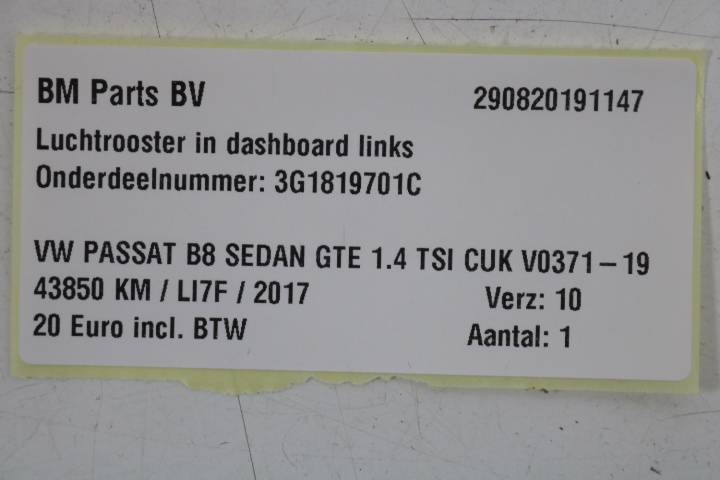 BM Parts BV 290820191147
Luchtrooster in dashboard links
Onderdeelnummer: 3G1819701C
VW PASSAT B8 SEDAN GTE 1.4 TSI CUK V0371-19
43850 KM / LI7F / 2017 Verz: 10
20 Euro incl. BTW Aantal: 1